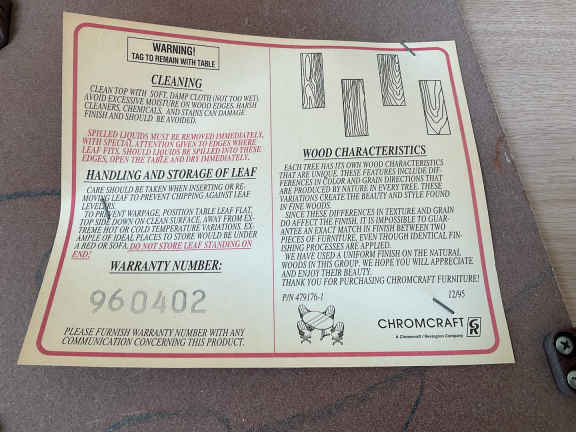 WARNING!
TAG TO REMAIN WITH TABLE
CLEANING
CLEAN TOP WITH SOFT, DAMP CLOTH (NOT TOO WET).
AVOID EXCESSIVE MOISTURE ON WOOD EDGES. HARSH
CLEANERS, CHEMICALS, AND STAINS CAN DAMAGE
FINISH AND SHOULD BE AVOIDED.
SPILLED LIQUIDS MUST BE REMOVED IMMEDIATELY,
WITH SPECIAL ATTENTION GIVEN TO EDGES WHERE
LEAF FITS. SHOULD LIQUIDS BE SPILLED INTO THESE
EDGES, OPEN THE TABLE AND DRY IMMEDIATELY.
HANDLING AND STORAGE OF LEAF
CARE SHOULD BE TAKEN WHEN INSERTING OR RE-
MOVING LEAF TO PREVENT CHIPPING AGAINST LEAF
LEVELERS.
TO PREVENT WARPAGE, POSITION TABLE LEAF FLAT,
TOP SIDE DOWN ON CLEAN SURFACE, AWAY FROM EX-
TREME HOT OR COLD TEMPERATURE VARIATIONS. EX-
AMPLE OF IDEAL PLACES TO STORE WOULD BE UNDER
A BED OR SOFA. DO NOT STORE LEAF STANDING ON
END!
WARRANTY NUMBER:
960402
PLEASE FURNISH WARRANTY NUMBER WITH ANY
COMMUNICATION CONCERNING THIS PRODUCT.
WOOD CHARACTERISTICS
EACH TREE HAS ITS OWN WOOD CHARACTERISTICS
THAT ARE UNIQUE. THESE FEATURES INCLUDE DIF-
FERENCES IN COLOR AND GRAIN DIRECTIONS THAT
ARE PRODUCED BY NATURE IN EVERY TREE. THESE
VARIATIONS CREATE THE BEAUTY AND STYLE FOUND
IN FINE WOODS.
SINCE THESE DIFFERENCES IN TEXTURE AND GRAIN
DO AFFECT THE FINISH, IT IS IMPOSSIBLE TO GUAR-
ANTEE AN EXACT MATCH IN FINISH BETWEEN TWO
PIECES OF FURNITURE, EVEN THOUGH IDENTICAL FIN-
ISHING PROCESSES ARE APPLIED.
WE HAVE USED A UNIFORM FINISH ON THE NATURAL
WOODS IN THIS GROUP. WE HOPE YOU WILL APPRECIATE
AND ENJOY THEIR BEAUTY.
THANK YOU FOR PURCHASING CHROMCRAFT FURNITURE!
P/N 479176-1 12/95
CHROMCRAFT
A Chromcraft / Revington Company